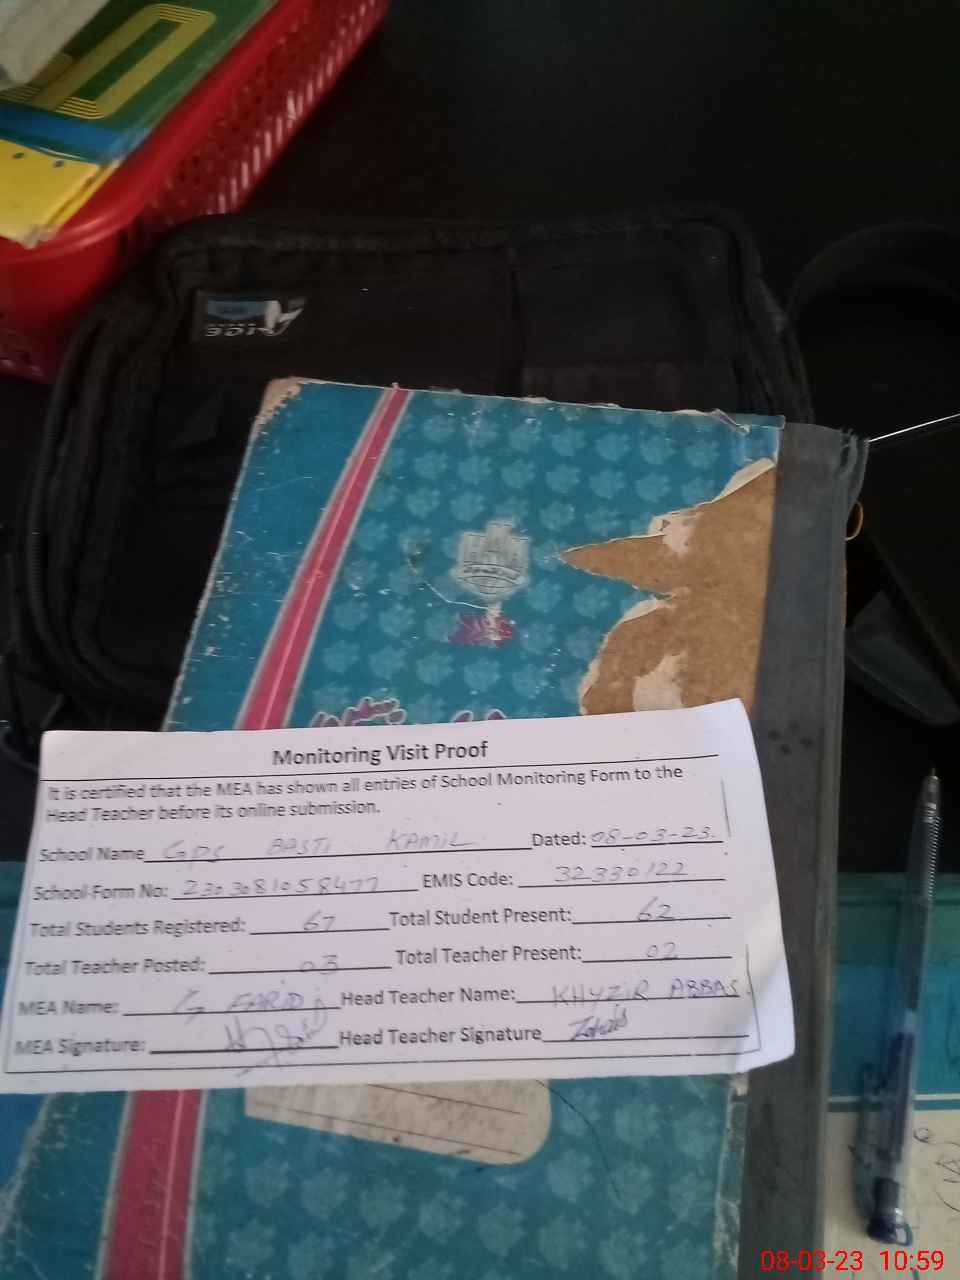 Monitoring Visit Proof
It is certified that the MEA has shown all entries of School Monitoring Form to the
Head Teacher before its online submission.
School Name GPS BASTI KAMIL Dated: 08-03-23.
School Form No: 2303081058477 EMIS Code: 32330122
Total Students Registered: 67 Total Student Present: 62
Total Teacher Posted: 03 Total Teacher Present: 02
MEA Name: G FARID Head Teacher Name: KHYZIR ABBAS.
MEA Signature: Head Teacher Signature
08-03-23 10:59